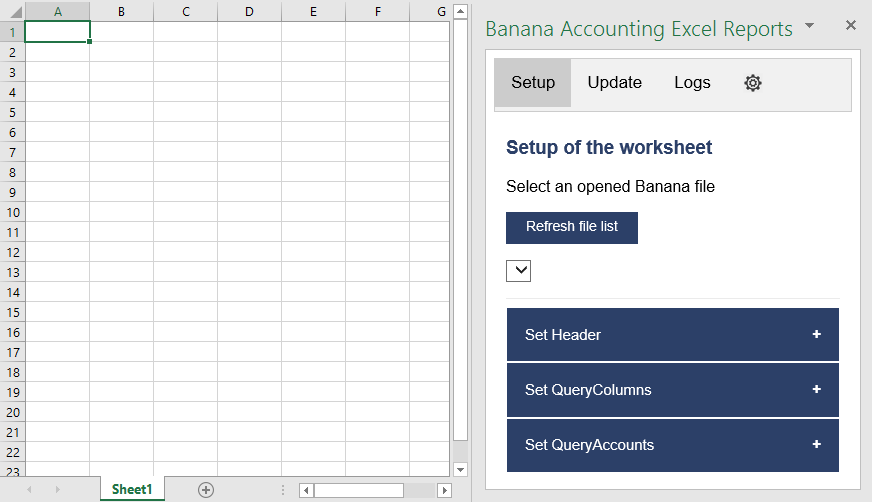 A B C D E F G
1
2
3
4
5
6
7
8
9
10
11
12
13
14
15
16
17
18
19
20
21
22
23
Sheet1
Banana Accounting Excel Reports
Setup Update Logs
Setup of the worksheet
Select an opened Banana file
Refresh file list
Set Header +
Set QueryColumns +
Set QueryAccounts +